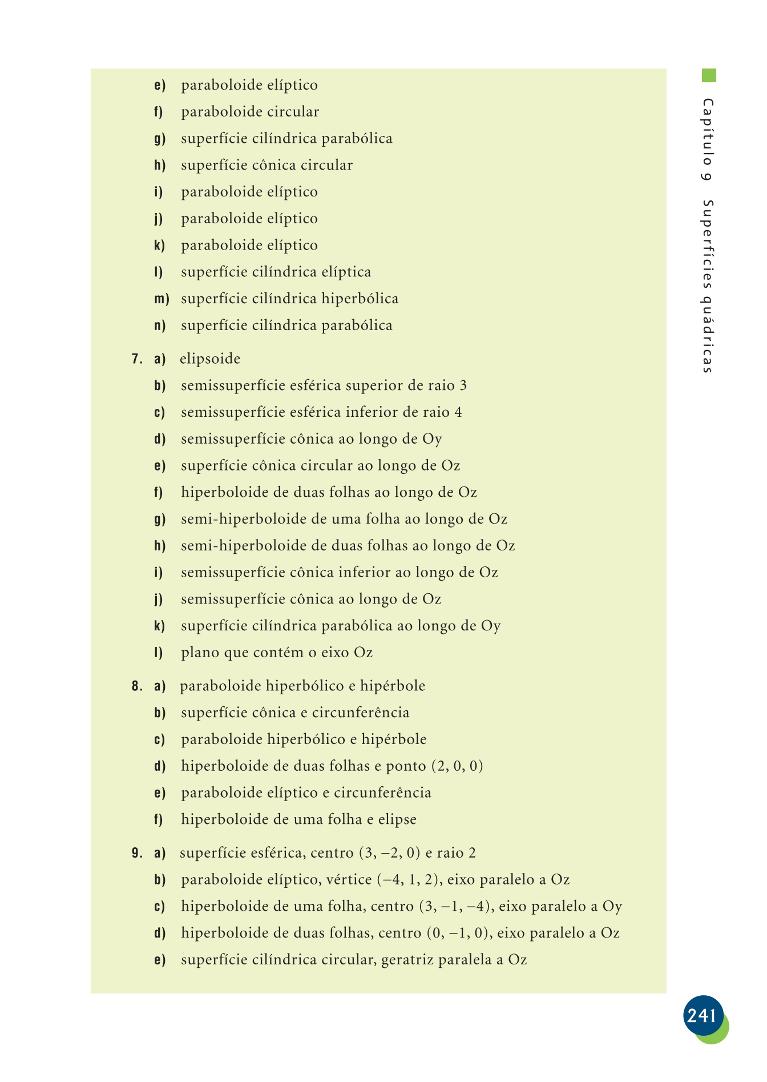 e) paraboloide elíptico
f) paraboloide circular
g) superfície cilíndrica parabólica
h) superfície cônica circular
i) paraboloide elíptico
j) paraboloide elíptico
k) paraboloide elíptico
l) superfície cilíndrica elíptica
m) superfície cilíndrica hiperbólica
n) superfície cilíndrica parabólica
7. a) elipsoide
b) semissuperfície esférica superior de raio 3
c) semissuperfície esférica inferior de raio 4
d) semissuperfície cônica ao longo de Oy
e) superfície cônica circular ao longo de Oz
f) hiperboloide de duas folhas ao longo de Oz
g) semi-hiperboloide de uma folha ao longo de Oz
h) semi-hiperboloide de duas folhas ao longo de Oz
i) semissuperfície cônica inferior ao longo de Oz
j) semissuperfície cônica ao longo de Oz
k) superfície cilíndrica parabólica ao longo de Oy
l) plano que contém o eixo Oz
8. a) paraboloide hiperbólico e hipérbole
b) superfície cônica e circunferência
c) paraboloide hiperbólico e hipérbole
d) hiperboloide de duas folhas e ponto (2, 0, 0)
e) paraboloide elíptico e circunferência
f) hiperboloide de uma folha e elipse
9. a) superfície esférica, centro (3, –2, 0) e raio 2
b) paraboloide elíptico, vértice (–4, 1, 2), eixo paralelo a Oz
c) hiperboloide de uma folha, centro (3, –1, –4), eixo paralelo a Oy
d) hiperboloide de duas folhas, centro (0, –1, 0), eixo paralelo a Oz
e) superfície cilíndrica circular, geratriz paralela a Oz
Capítulo 9 Superfícies quádricas
241